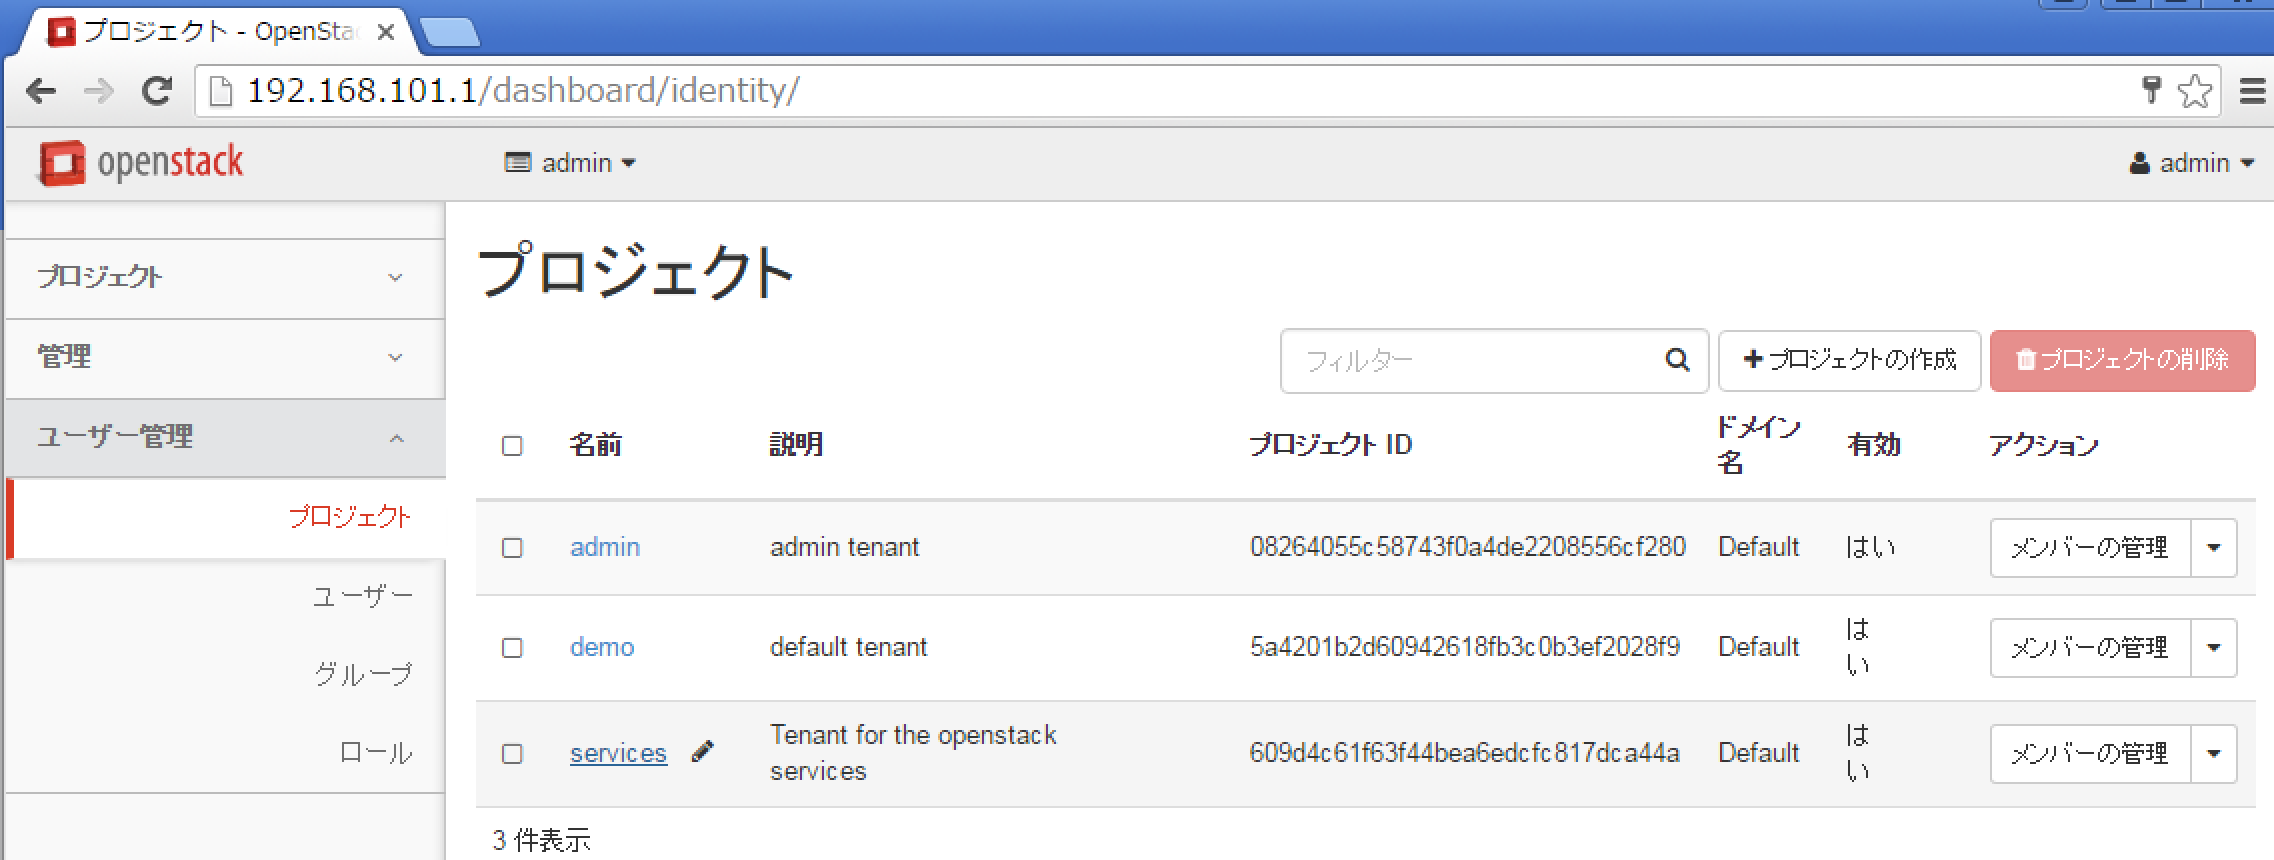 プロジェクト - OpenSta
192.168.101.1/dashboard/identity/
openstack
admin
admin
プロジェクト
管理
ユーザー管理
プロジェクト
ユーザー
グループ
ロール
プロジェクト
フィルター
プロジェクトの作成
プロジェクトの削除
名前 説明 プロジェクト ID ドメイン名 有効 アクション
admin admin tenant 08264055c58743f0a4de2208556cf280 Default はい メンバーの管理
demo default tenant 5a4201b2d60942618fb3c0b3ef2028f9 Default はい メンバーの管理
services Tenant for the openstack services 609d4c61f63f44bea6edcfc817dca44a Default はい メンバーの管理
3 件表示